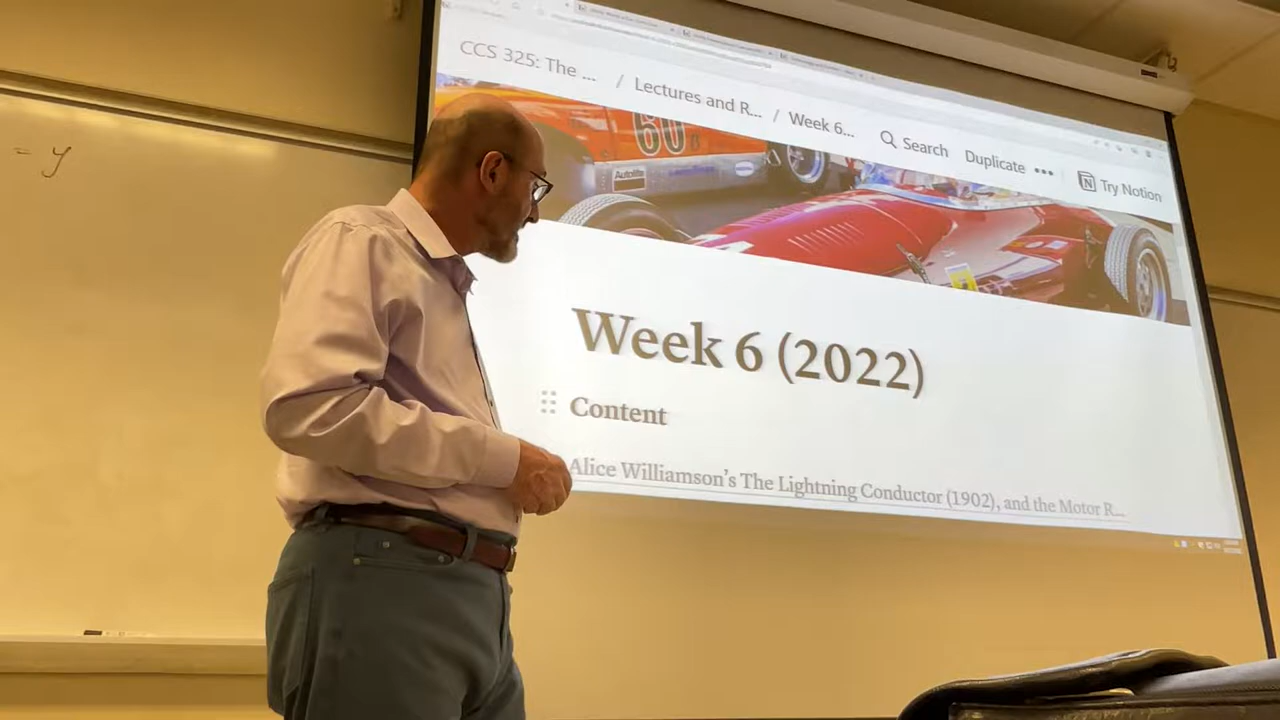 = y
CCS 325: The ... / Lectures and R... / Week 6... Search Duplicate ••• Try Notion
60
Autolite
Week 6 (2022)
Content
Alice Williamson's The Lightning Conductor (1902), and the Motor R...